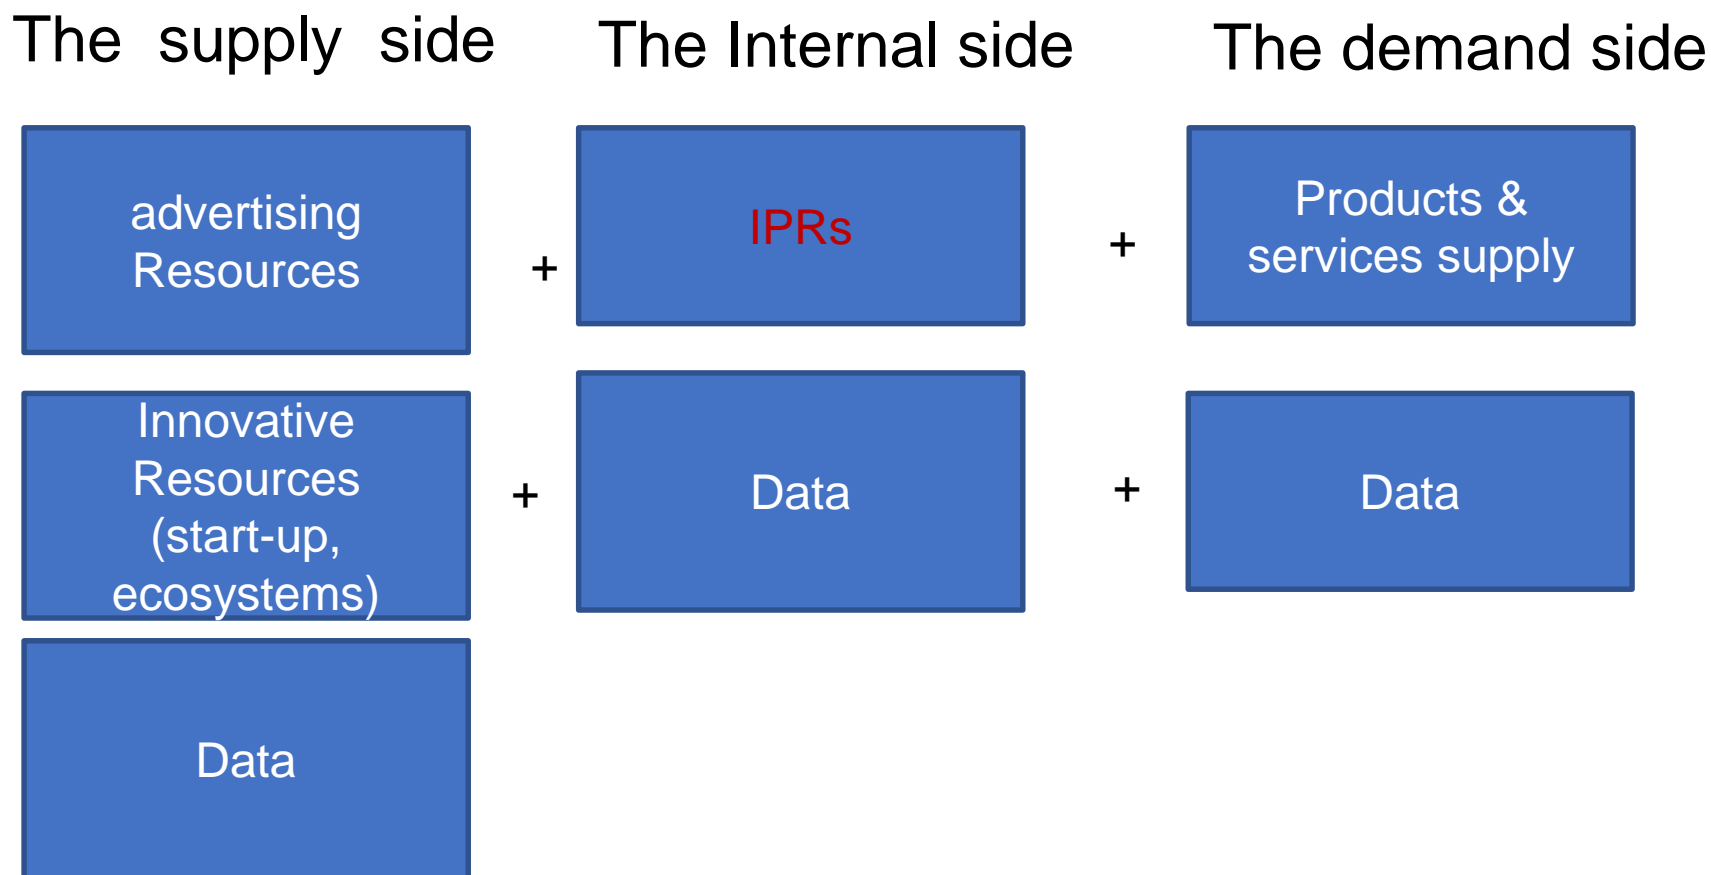 The supply side
The Internal side
The demand side
advertising
Resources
+
IPRs
+
Products &
services supply
Innovative
Resources
(start-up,
ecosystems)
+
Data
+
Data
Data